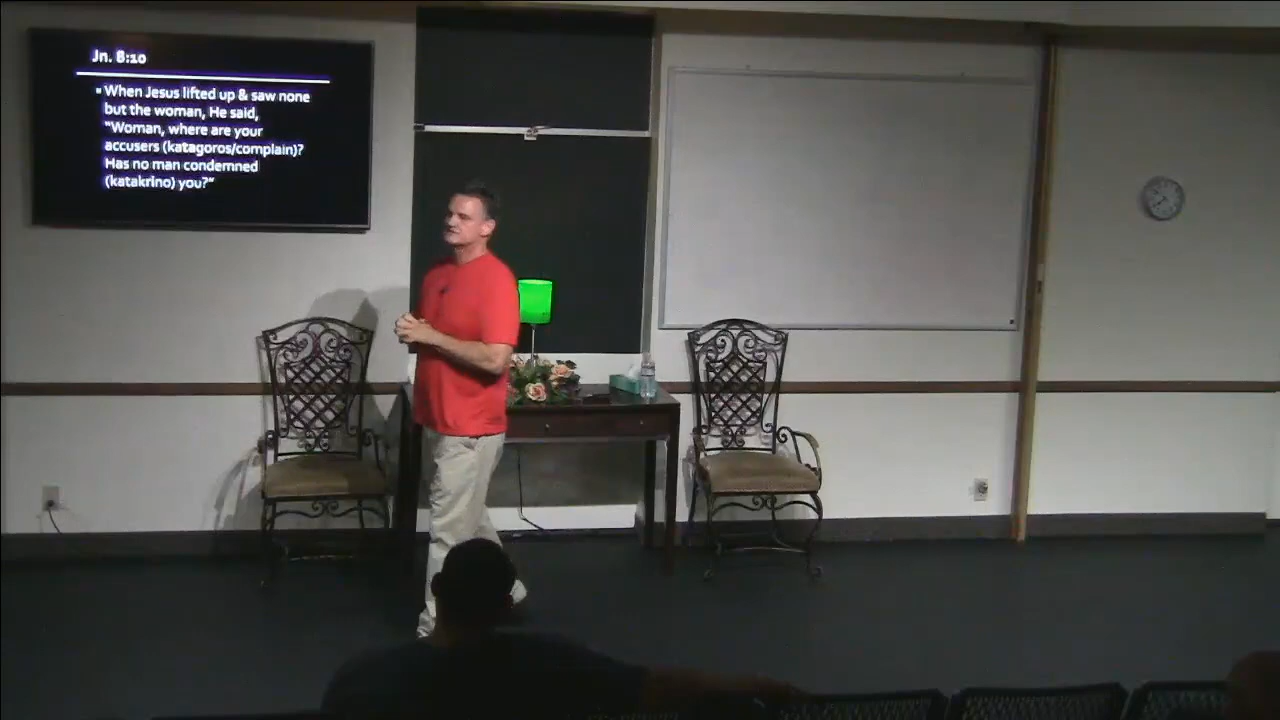 Jn. 8:10
▪ When Jesus lifted up & saw none
but the woman, He said,
"Woman, where are your
accusers (katagoros/complain)?
Has no man condemned
(katakrino) you?"